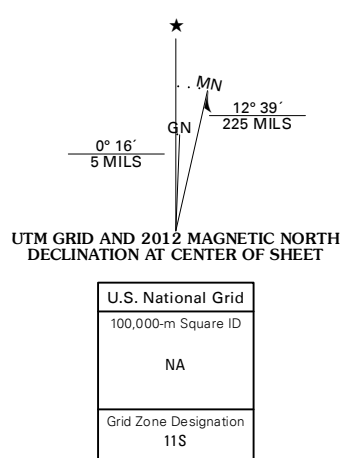 ★
MN
12° 39´
225 MILS
GN
0° 16´
5 MILS
UTM GRID AND 2012 MAGNETIC NORTH
DECLINATION AT CENTER OF SHEET
U.S. National Grid
100,000-m Square ID
NA
Grid Zone Designation
11S